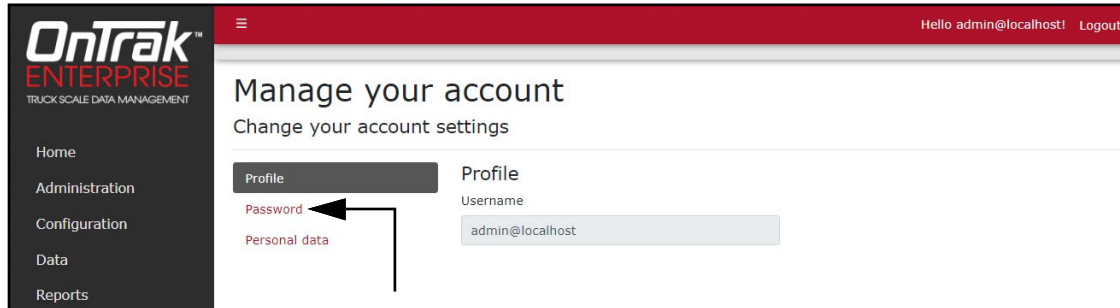 OnTrak™
ENTERPRISE
TRUCK SCALE DATA MANAGEMENT
Home
Administration
Configuration
Data
Reports
☰
Hello admin@localhost! Logout
Manage your account
Change your account settings
Profile
Password
Personal data
Profile
Username
admin@localhost